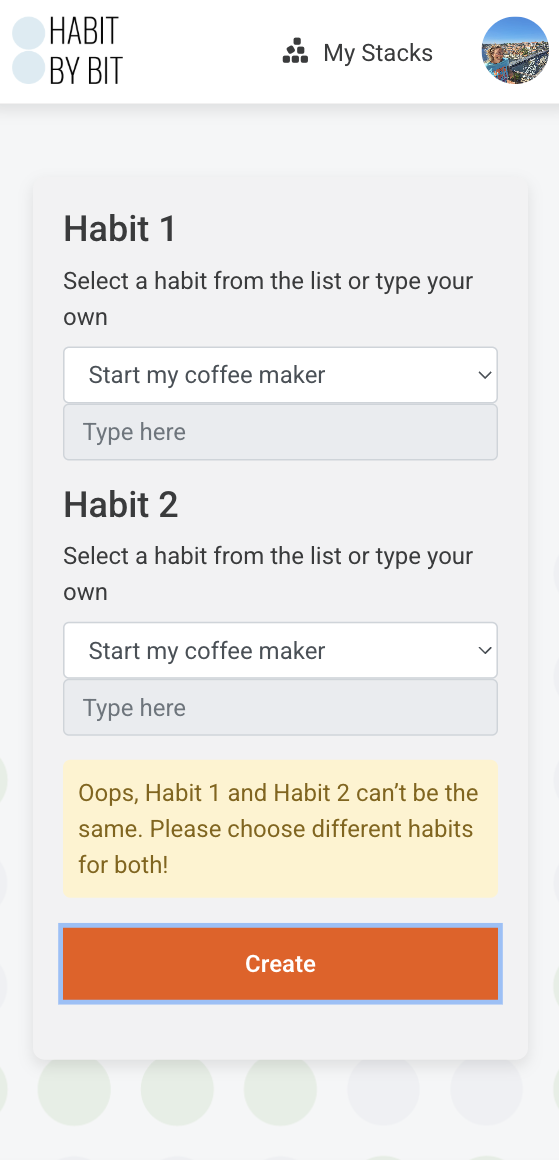 HABIT
BY BIT
My Stacks
Habit 1
Select a habit from the list or type your
own
Start my coffee maker
Type here
Habit 2
Select a habit from the list or type your
own
Start my coffee maker
Type here
Oops, Habit 1 and Habit 2 can’t be the
same. Please choose different habits
for both!
Create